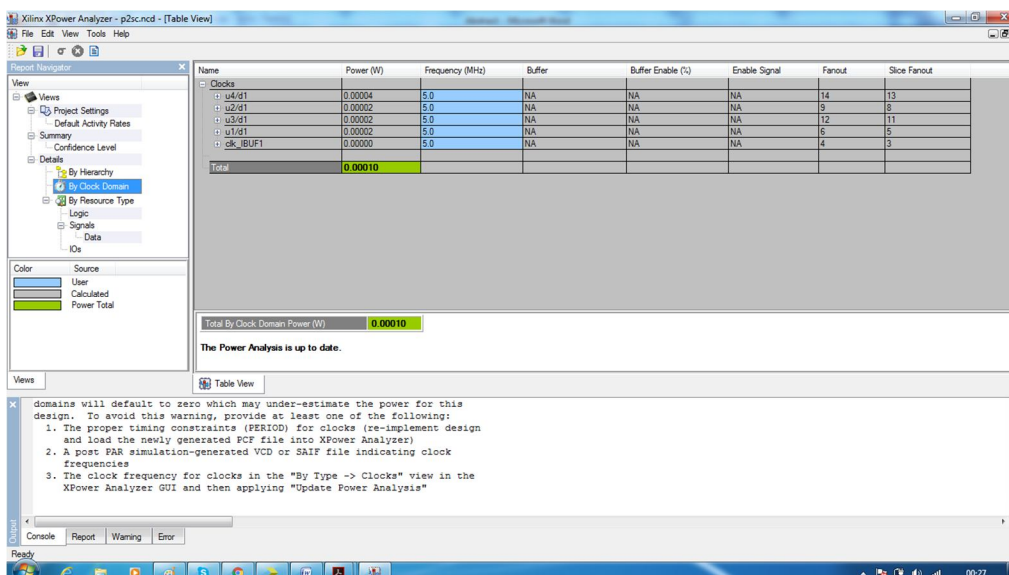 Xilinx XPower Analyzer - p2sc.ncd - [Table View]
File Edit View Tools Help
Report Navigator
View
Views
Project Settings
Default Activity Rates
Summary
Confidence Level
Details
By Hierarchy
By Clock Domain
By Resource Type
Logic
Signals
Data
IOs
Color Source
User
Calculated
Power Total
Views
Name Power (W) Frequency (MHz) Buffer Buffer Enable (%) Enable Signal Fanout Slice Fanout
Clocks
u4/d1 0.00004 5.0 NA NA NA 14 13
u2/d1 0.00002 5.0 NA NA NA 9 8
u3/d1 0.00002 5.0 NA NA NA 12 11
u1/d1 0.00002 5.0 NA NA NA 6 5
clk_IBUF1 0.00000 5.0 NA NA NA 4 3
Total 0.00010
Total By Clock Domain Power (W) 0.00010
The Power Analysis is up to date.
Table View
domains will default to zero which may under-estimate the power for this
design. To avoid this warning, provide at least one of the following:
1. The proper timing constraints (PERIOD) for clocks (re-implement design
and load the newly generated PCF file into XPower Analyzer)
2. A post PAR simulation-generated VCD or SAIF file indicating clock
frequencies
3. The clock frequency for clocks in the "By Type -> Clocks" view in the
XPower Analyzer GUI and then applying "Update Power Analysis"
Output
Console Report Warning Error
Ready
00:27